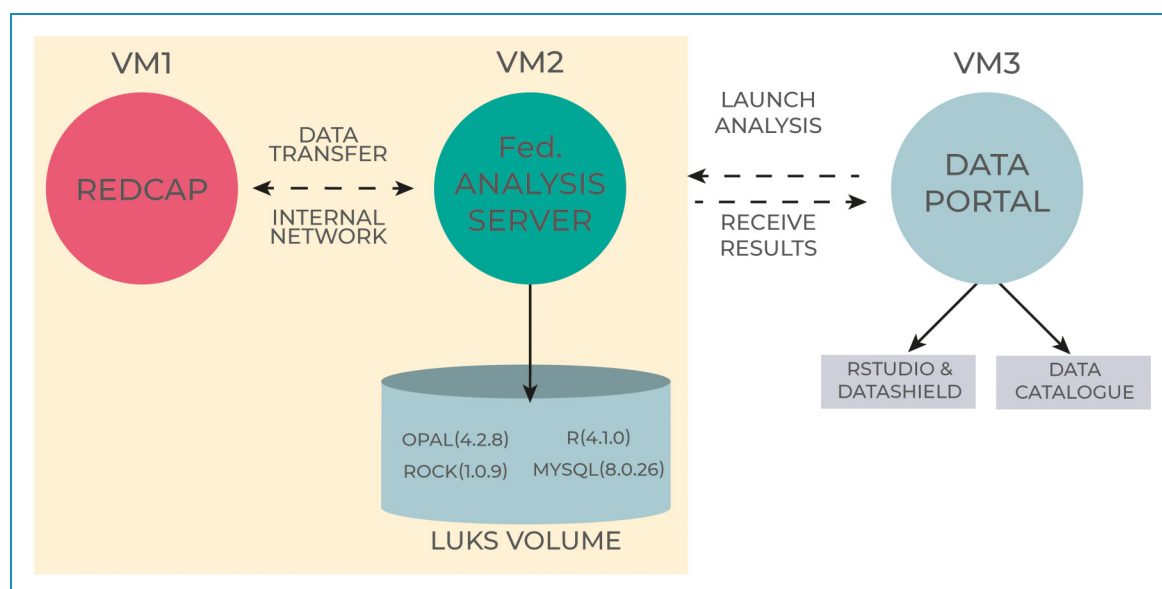 VM1
VM2
VM3
REDCAP
DATA
TRANSFER
INTERNAL
NETWORK
Fed.
ANALYSIS
SERVER
LAUNCH
ANALYSIS
RECEIVE
RESULTS
DATA
PORTAL
RSTUDIO &
DATASHIELD
DATA
CATALOGUE
OPAL(4.2.8)
R(4.1.0)
ROCK(1.0.9)
MYSQL(8.0.26)
LUKS VOLUME